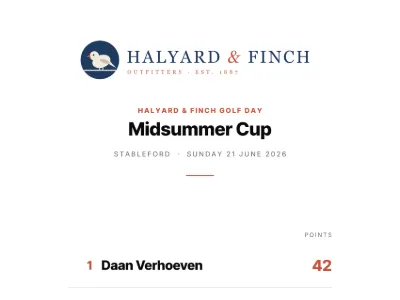 HALYARD & FINCH
OUTFITTERS · EST. 1887
HALYARD & FINCH GOLF DAY
Midsummer Cup
STABLEFORD · SUNDAY 21 JUNE 2026
POINTS
1 Daan Verhoeven 42